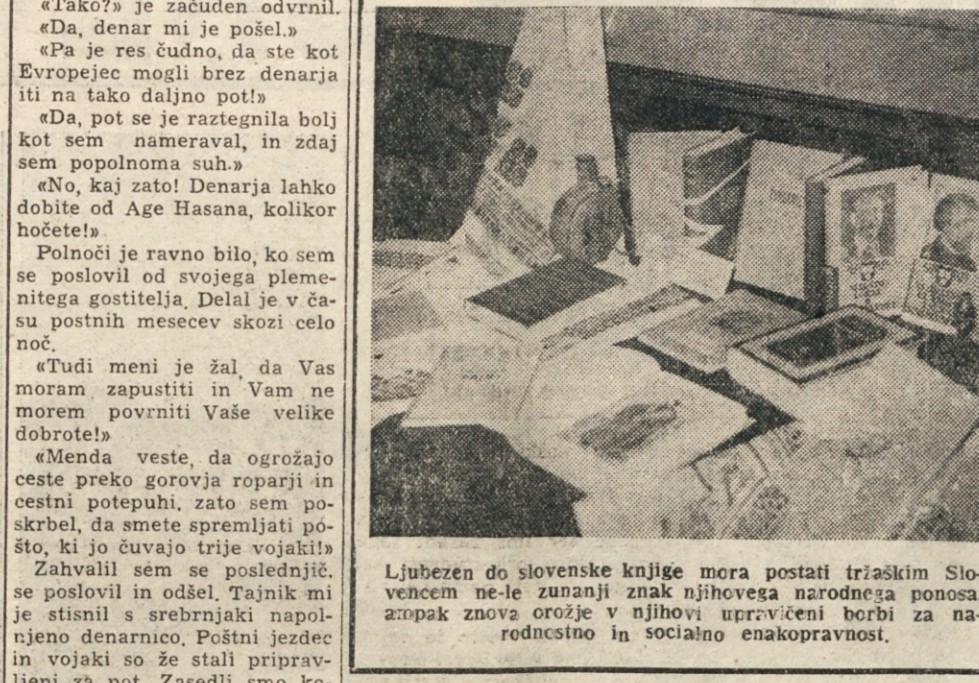 «Tako?» je začuden odvrnil.
«Da, denar mi je pošel.»
«Pa je res čudno, da ste kot
Evropejec mogli brez denarja
iti na tako daljno pot!»
«Da, pot se je raztegnila bolj
kot sem nameraval, in zdaj
sem popolnoma suh.»
«No, kaj zato! Denarja lahko
dobite od Age Hasana, kolikor
hočete!»
Polnoči je ravno bilo, ko sem
se poslovil od svojega pleme-
nitega gostitelja. Delal je v ča-
su postnih mesecev skozi celo
noč.
«Tudi meni je žal, da Vas
moram zapustiti in Vam ne
morem povrniti Vaše velike
dobrote!»
«Menda veste, da ogrožajo
ceste preko gorovja roparji in
cestni potepuhi, zato sem po-
skrbel, da smete spremljati pó-
što, ki jo čuvajo trije vojaki!»
Zahvalil sem se poslednjič,
se poslovil in odšel. Tajnik mi
je stisnil s srebrnjaki napol-
njeno denarnico. Poštni jezdec
in vojaki so že stali priprav-
ljeni za pot. Zasedli smo ko-
Ljubezen do slovenske knjige mora postati tržaškim Slo-
vencem ne-le zunanji znak njihovega narodnega ponosa
ampak znova orožje v njihovi upravičeni borbi za na-
rodnostno in socialno enakopravnost.